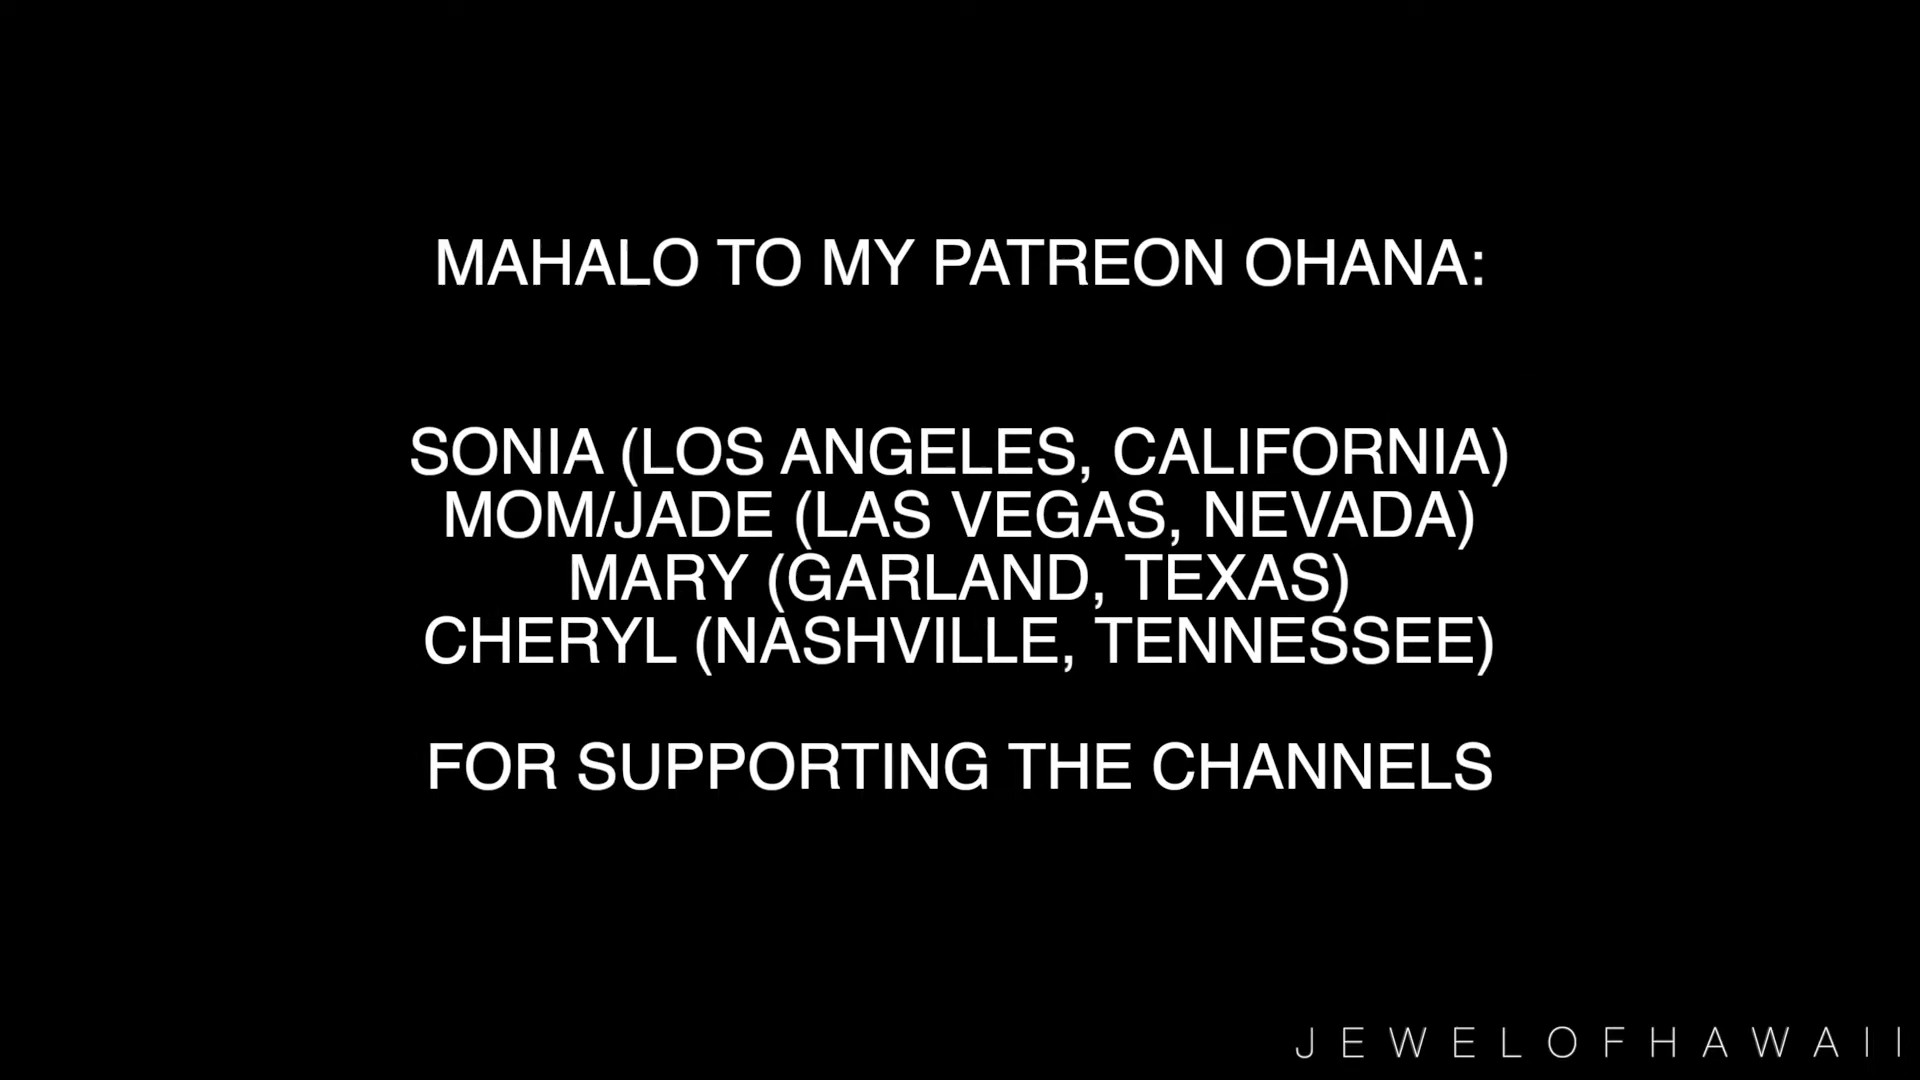 MAHALO TO MY PATREON OHANA:
SONIA (LOS ANGELES, CALIFORNIA)
MOM/JADE (LAS VEGAS, NEVADA)
MARY (GARLAND, TEXAS)
CHERYL (NASHVILLE, TENNESSEE)
FOR SUPPORTING THE CHANNELS
JEWELOFHAWAII